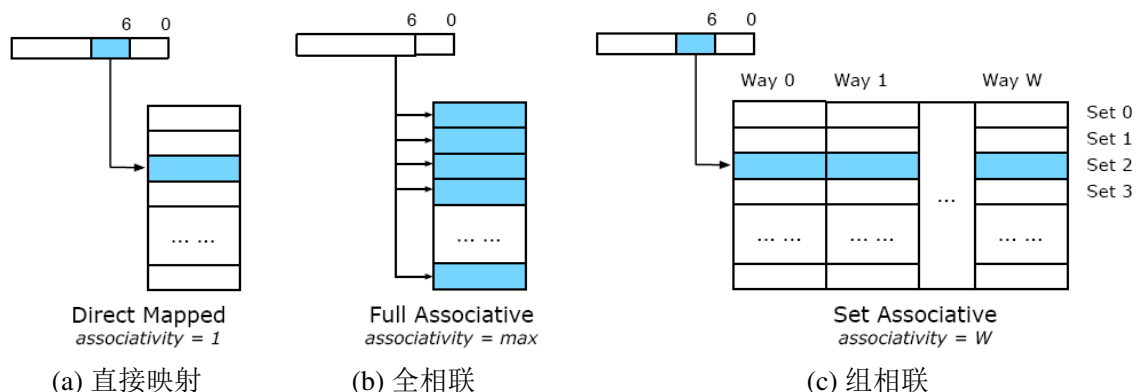 6 0
6 0
6 0
Way 0 Way 1 Way W
Set 0
Set 1
Set 2
Set 3
...
... ...
... ...
... ... ... ... ... ...
Direct Mapped
associativity = 1
Full Associative
associativity = max
Set Associative
associativity = W
(a) 直接映射
(b) 全相联
(c) 组相联